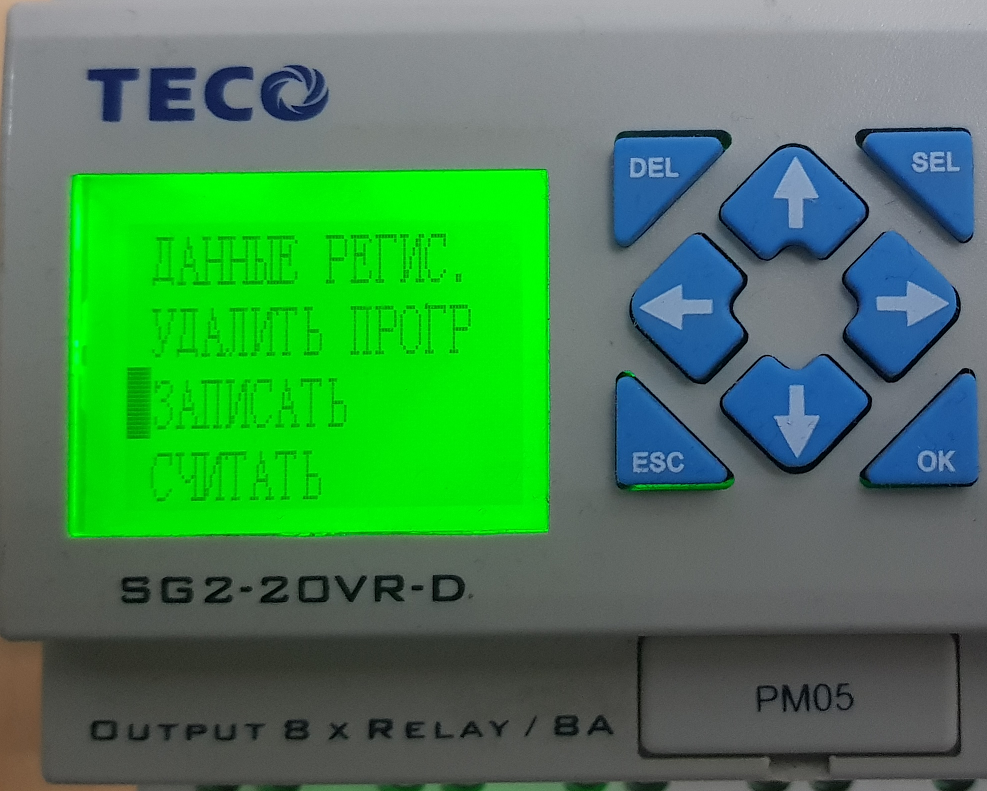 TECO
ДАННЫЕ РЕГИС.
УДАЛИТЬ ПРОГР
ЗАПИСАТЬ
СЧИТАТЬ
DEL
SEL
ESC
OK
SG2-20VR-D
OUTPUT 8 X RELAY / 8A
PM05